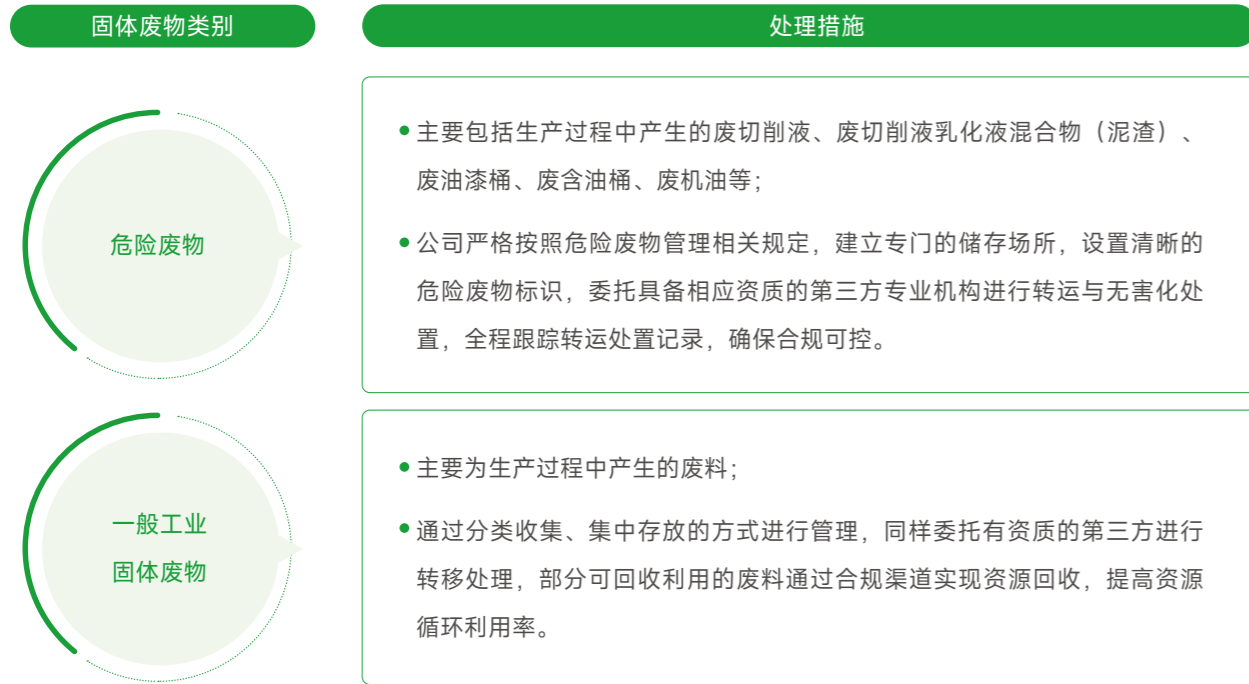 固体废物类别
处理措施
危险废物
主要包括生产过程中产生的废切削液、废切削液乳化液混合物（泥渣）、
废油漆桶、废含油桶、废机油等；
公司严格按照危险废物管理相关规定，建立专门的储存场所，设置清晰的
危险废物标识，委托具备相应资质的第三方专业机构进行转运与无害化处
置，全程跟踪转运处置记录，确保合规可控。
一般工业
固体废物
主要为生产过程中产生的废料；
通过分类收集、集中存放的方式进行管理，同样委托有资质的第三方进行
转移处理，部分可回收利用的废料通过合规渠道实现资源回收，提高资源
循环利用率。